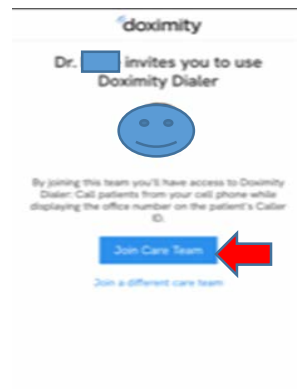 doximity
Dr. invites you to use
Doximity Dialer
By joining this team you'll have access to Doximity
Dialer: Call patients from your cell phone while
displaying the office number on the patient's Caller
ID.
Join Care Team
Join a different care team